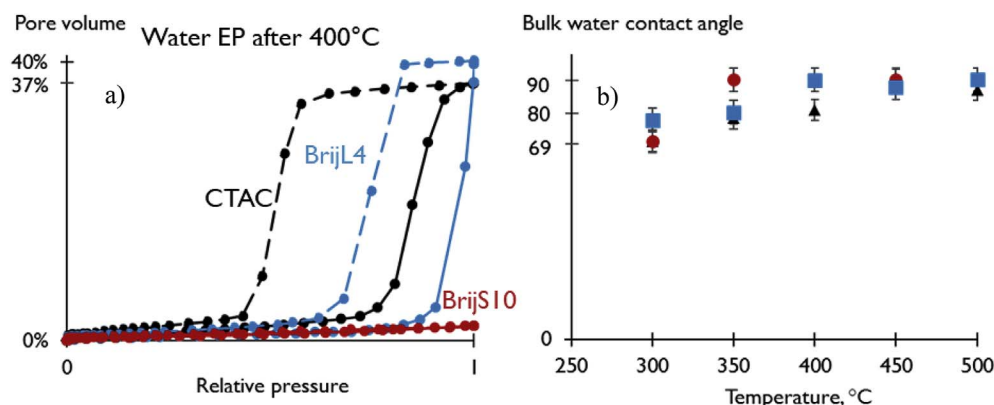 Pore volume
Water EP after 400°C
40%
37%
a)
BrijL4
CTAC
BrijS10
0%
0
1
Relative pressure
Bulk water contact angle
b)
90
80
69
0
250
300
350
400
450
500
Temperature, °C